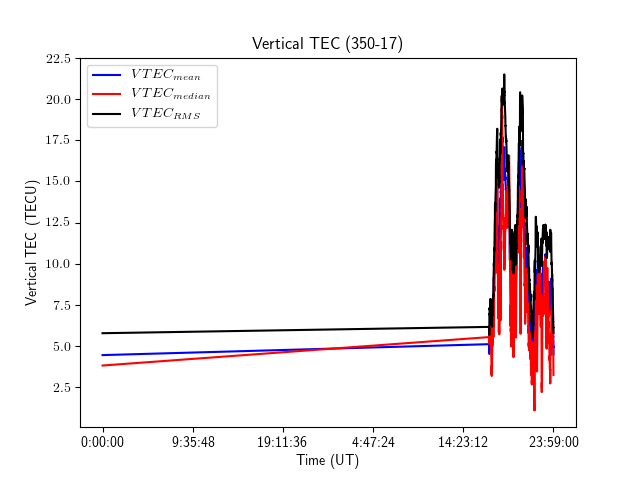 Vertical TEC (350-17)
VTEC_mean
VTEC_median
VTEC_RMS
Vertical TEC (TECU)
22.5
20.0
17.5
15.0
12.5
10.0
7.5
5.0
2.5
0:00:00 9:35:48 19:11:36 4:47:24 14:23:12 23:59:00
Time (UT)